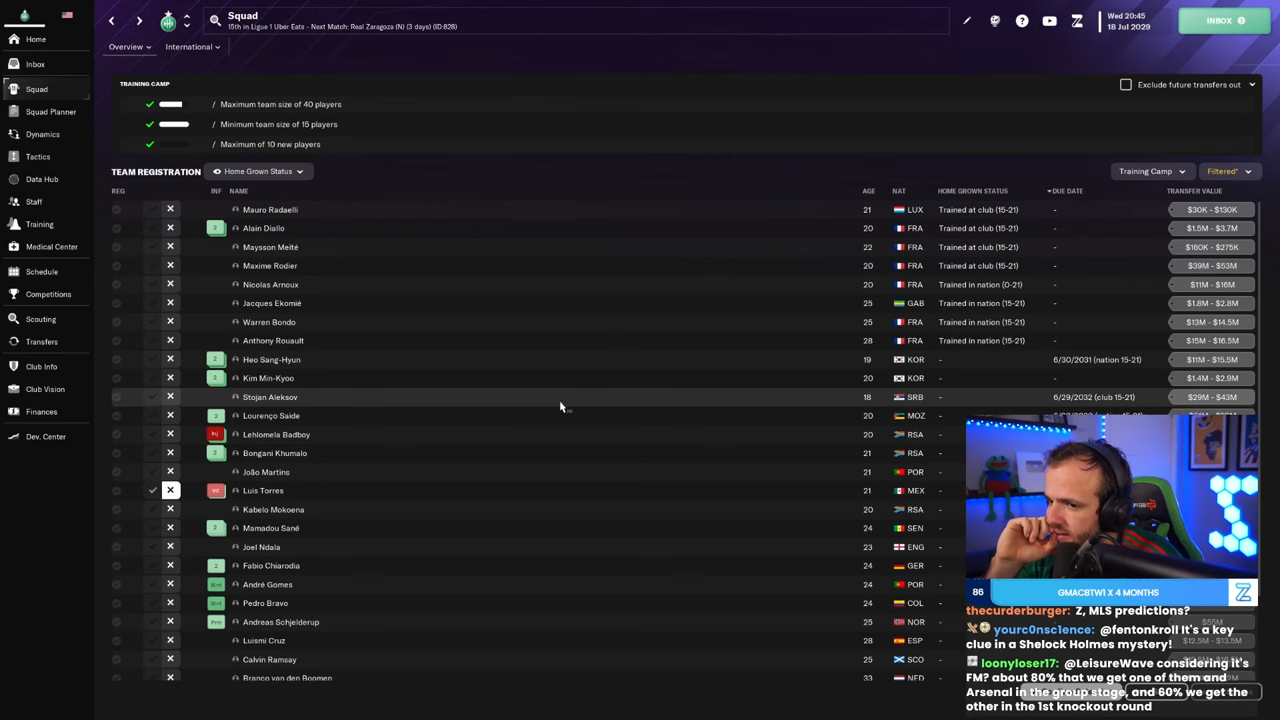 Squad
15th in Ligue 1 Uber Eats - Next Match: Real Zaragoza (N) (3 days) (ID:828)
Wed 20:45
18 Jul 2029
INBOX
Home
Inbox
Squad
Squad Planner
Dynamics
Tactics
Data Hub
Staff
Training
Medical Center
Schedule
Competitions
Scouting
Transfers
Club Info
Club Vision
Finances
Dev. Center
Overview International
TRAINING CAMP
Exclude future transfers out
/ Maximum team size of 40 players
/ Minimum team size of 15 players
/ Maximum of 10 new players
TEAM REGISTRATION Home Grown Status Training Camp Filtered*
REG INF NAME AGE NAT HOME GROWN STATUS DUE DATE TRANSFER VALUE
Mauro Radaelli 21 LUX Trained at club (15-21) - $30K - $130K
2 Alain Diallo 20 FRA Trained at club (15-21) - $1.5M - $3.7M
Maysson Meïté 22 FRA Trained at club (15-21) - $160K - $275K
Maxime Rodier 20 FRA Trained at club (15-21) - $39M - $53M
Nicolas Arnoux 20 FRA Trained in nation (0-21) - $11M - $16M
Jacques Ekomié 25 GAB Trained in nation (15-21) - $1.8M - $2.8M
Warren Bondo 25 FRA Trained in nation (15-21) - $13M - $14.5M
Anthony Rouault 28 FRA Trained in nation (15-21) - $15M - $16.5M
2 Heo Sang-Hyun 19 KOR - 6/30/2031 (nation 15-21) $11M - $15.5M
2 Kim Min-Kyoo 20 KOR - $1.4M - $2.9M
Stojan Aleksov 18 SRB - 6/29/2032 (club 15-21) $29M - $43M
2 Lourenço Saide 20 MOZ -
Inj Lehlomela Badboy 20 RSA -
2 Bongani Khumalo 21 RSA -
João Martins 21 POR -
Int Luis Torres 21 MEX -
Kabelo Mokoena 20 RSA -
2 Mamadou Sané 24 SEN -
Joel Ndala 23 ENG -
2 Fabio Chiarodia 24 GER -
Wnt André Gomes 24 POR -
Wnt Pedro Bravo 24 COL -
Prm Andreas Schjelderup 25 NOR -
Luismi Cruz 28 ESP -
Calvin Ramsay 25 SCO -
Branco van den Boomen 33 NED
86 GMACBTW1 X 4 MONTHS
thecurderburger: Z, MLS predictions?
yourc0nsc1ence: @fentonkroll It's a key
clue in a Shelock Holmes mystery!
loonyloser17: @LeisureWave considering it's
FM? about 80% that we get one of them and
Arsenal in the group stage, and 60% we get the
other in the 1st knockout round